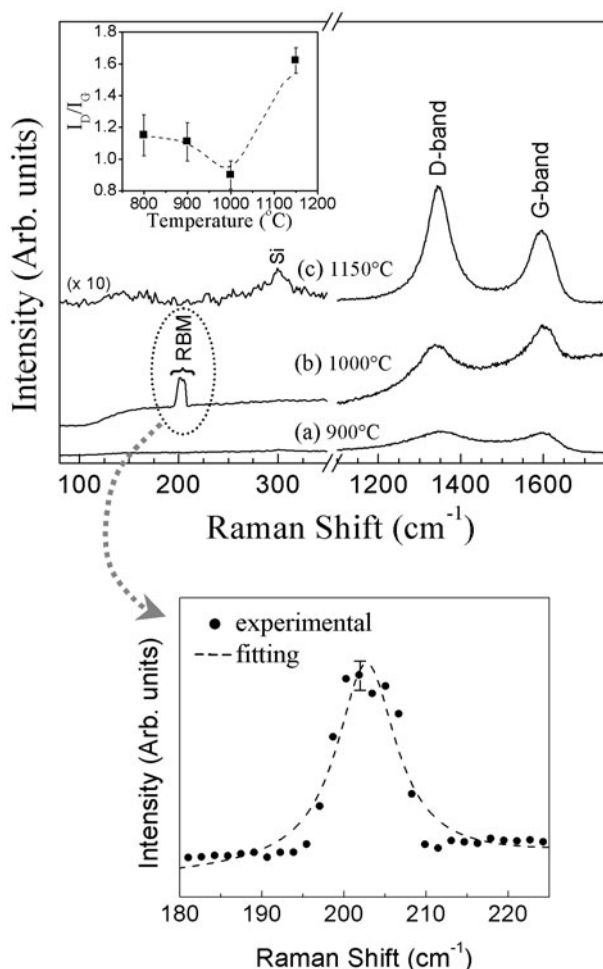 1.6
1.4
1.2
1.0
0.8
I_D/I_G
800 900 1000 1100 1200
Temperature (°C)
Intensity (Arb. units)
D-band
G-band
(x 10)
Si
(c) 1150°C
RBM
(b) 1000°C
(a) 900°C
100 200 300 1200 1400 1600
Raman Shift (cm⁻¹)
experimental
fitting
Intensity (Arb. units)
180 190 200 210 220
Raman Shift (cm⁻¹)